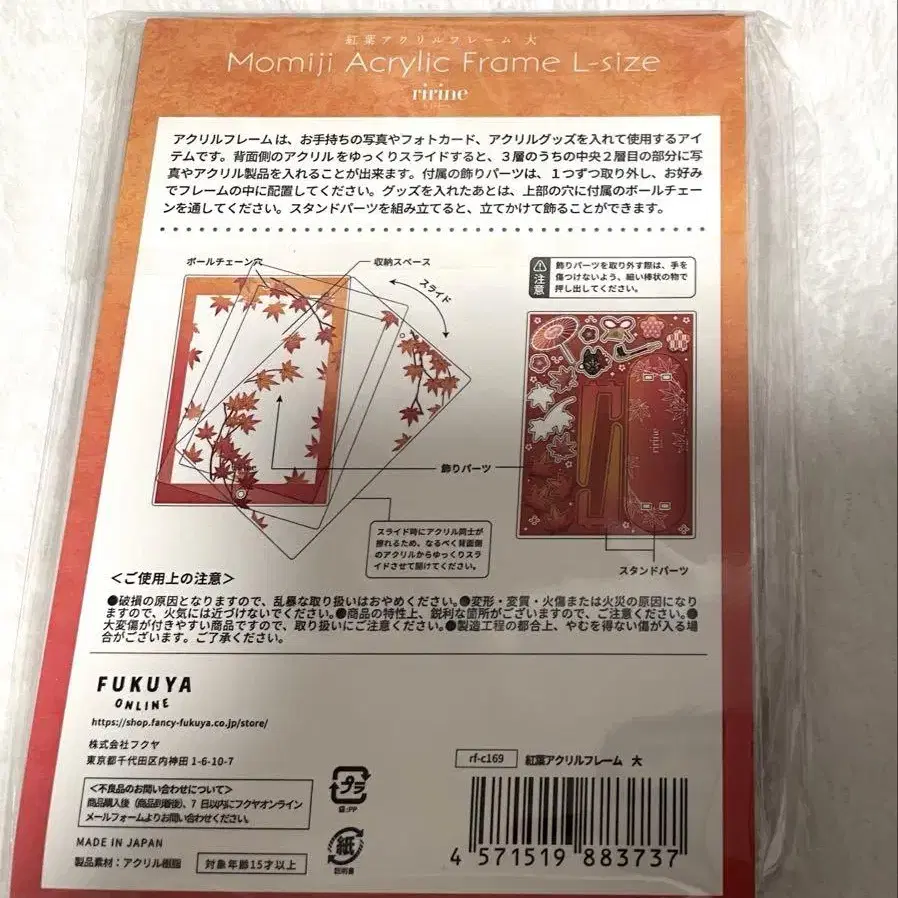 紅葉アクリルフレーム 大
Momiji Acrylic Frame L-size
ririne
アクリルフレームは、お手持ちの写真やフォトカード、アクリルグッズを入れて使用するアイ
テムです。背面側のアクリルをゆっくりスライドすると、3層のうちの中央2層目の部分に写
真やアクリル製品を入れることが出来ます。付属の飾りパーツは、1つずつ取り外し、お好み
でフレームの中に配置してください。グッズを入れたあとは、上部の穴に付属のボールチェー
ンを通してください。スタンドパーツを組み立てると、立てかけて飾ることができます。
ボールチェーン穴
収納スペース
スライド
注意
飾りパーツを取り外す際は、手を
傷つけないよう、細い棒状の物で
押し出してください。
ririne
飾りパーツ
スライド時にアクリル同士が
擦れるため、なるべく背面側
のアクリルからゆっくりスラ
イドさせて開けてください。
スタンドパーツ
<ご使用上の注意>
●破損の原因となりますので、乱暴な取り扱いはおやめください。●変形・変質・火傷または火災の原因になり
ますので、火気には近づけないでください。●商品の特性上、鋭利な箇所がございますので、ご注意ください。●
大変傷が付きやすい商品ですので、取り扱いにご注意ください。●製造工程の都合上、やむを得ない傷が入る場
合がございます。ご了承ください。
FUKUYA
ONLINE
https://shop.fancy-fukuya.co.jp/store/
株式会社フクヤ
東京都千代田区内神田 1-6-10-7
<不良品のお問い合わせについて>
商品購入後(商品到着後)、7日以内にフクヤオンライン
メールフォームよりお問い合わせください。
MADE IN JAPAN
製品素材：アクリル樹脂
対象年齢15才以上
プラ
袋:PP
紙
説明書
rf-c169
紅葉アクリルフレーム 大
4 571519 883737